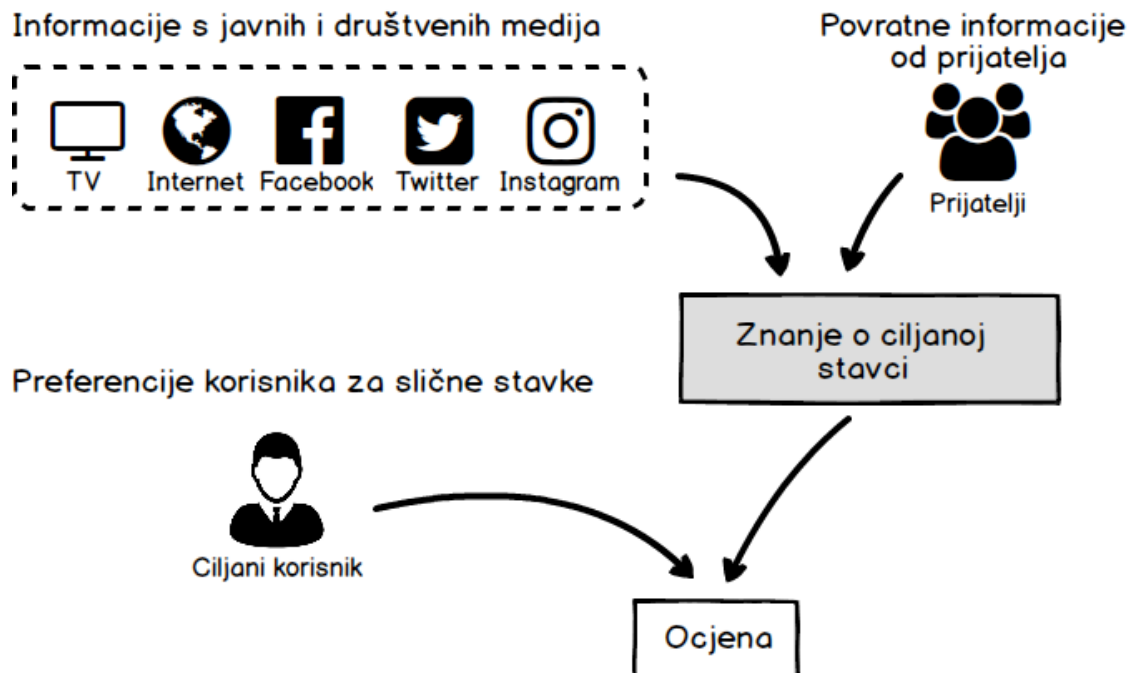 Informacije s javnih i društvenih medija
TV
Internet
Facebook
Twitter
Instagram
Povratne informacije
od prijatelja
Prijatelji
Znanje o ciljanoj
stavci
Preferencije korisnika za slične stavke
Ciljani korisnik
Ocjena